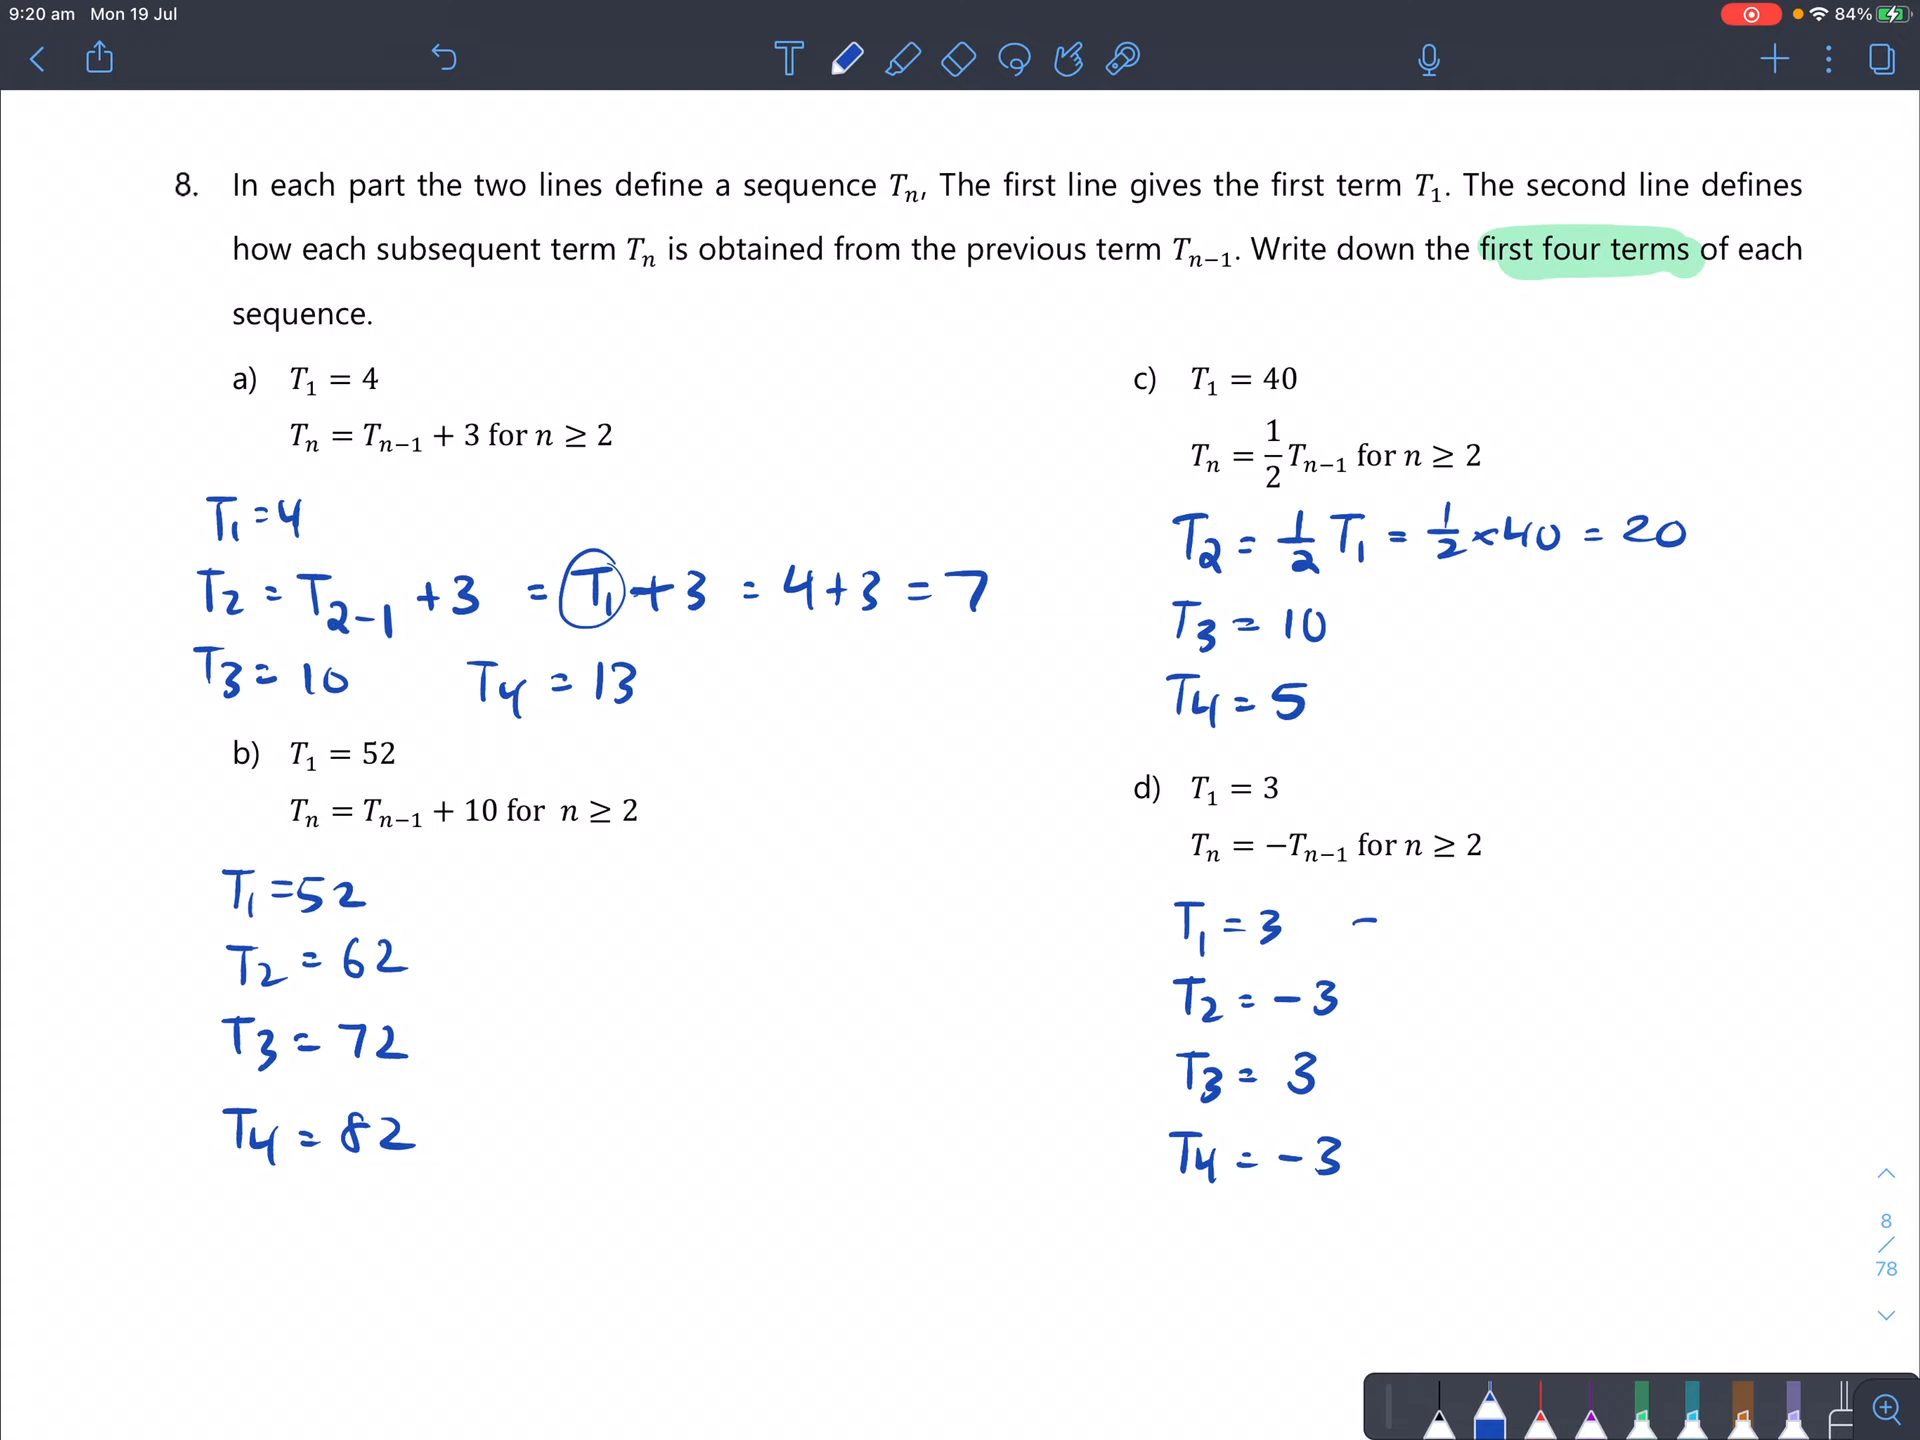 9:20 am Mon 19 Jul
84%
8. In each part the two lines define a sequence Tₙ, The first line gives the first term T₁. The second line defines
how each subsequent term Tₙ is obtained from the previous term Tₙ₋₁. Write down the first four terms of each
sequence.
a) T₁ = 4
Tₙ = Tₙ₋₁ + 3 for n ≥ 2
T₁ = 4
T₂ = T₂₋₁ + 3 = T₁ + 3 = 4 + 3 = 7
T₃ = 10 T₄ = 13
b) T₁ = 52
Tₙ = Tₙ₋₁ + 10 for n ≥ 2
T₁ = 52
T₂ = 62
T₃ = 72
T₄ = 82
c) T₁ = 40
Tₙ = 1/2 Tₙ₋₁ for n ≥ 2
T₂ = 1/2 T₁ = 1/2 × 40 = 20
T₃ = 10
T₄ = 5
d) T₁ = 3
Tₙ = −Tₙ₋₁ for n ≥ 2
T₁ = 3 −
T₂ = −3
T₃ = 3
T₄ = −3
8
/
78